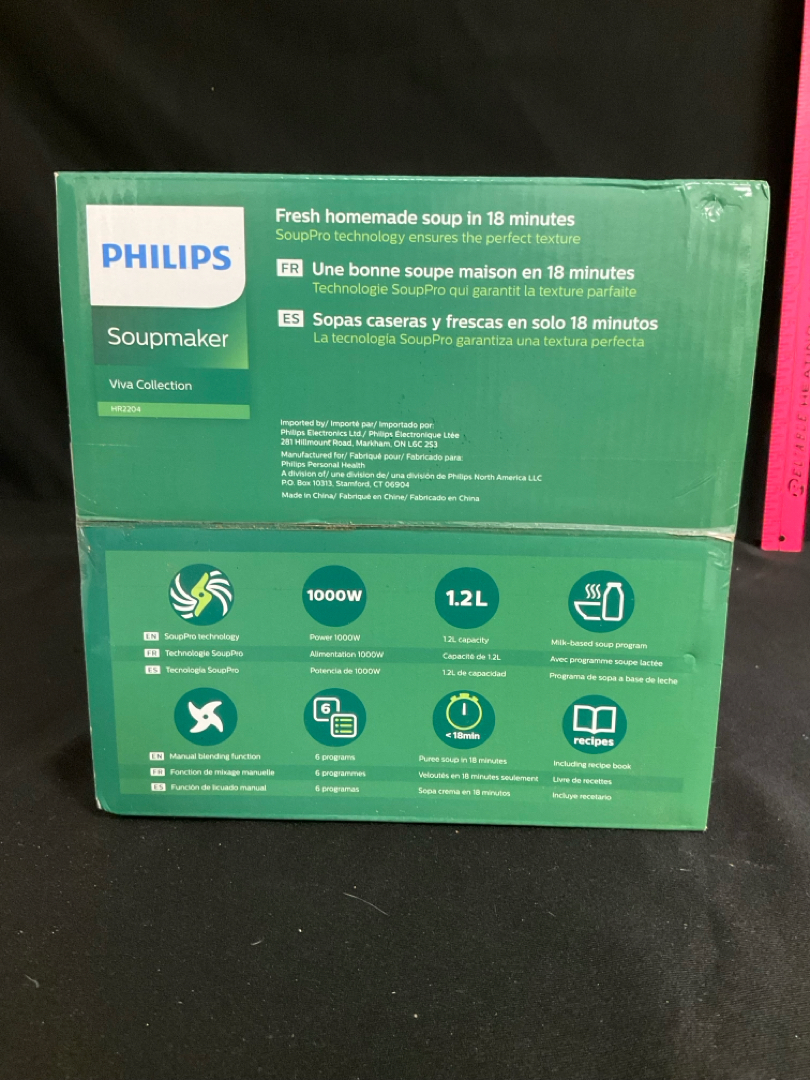 PHILIPS
Soupmaker
Viva Collection
HR2204
Fresh homemade soup in 18 minutes
SoupPro technology ensures the perfect texture
FR Une bonne soupe maison en 18 minutes
Technologie SoupPro qui garantit la texture parfaite
ES Sopas caseras y frescas en solo 18 minutos
La tecnología SoupPro garantiza una textura perfecta
Imported by/ Importé par/ Importado por:
Philips Electronics Ltd./ Philips Électronique Ltée
281 Hillmount Road, Markham, ON L6C 2S3
Manufactured for/ Fabriqué pour/ Fabricado para:
Philips Personal Health
A division of/ une division de/ una división de Philips North America LLC
P.O. Box 10313, Stamford, CT 06904
Made in China/ Fabriqué en Chine/ Fabricado en China
1000W
1.2L
EN SoupPro technology
FR Technologie SoupPro
ES Tecnología SoupPro
Power 1000W
Alimentation 1000W
Potencia de 1000W
1.2L capacity
Capacité de 1.2L
1.2L de capacidad
Milk-based soup program
Avec programme soupe lactée
Programa de sopa a base de leche
6
<18min
recipes
EN Manual blending function
FR Fonction de mixage manuelle
ES Función de licuado manual
6 programs
6 programmes
6 programas
Puree soup in 18 minutes
Veloutés en 18 minutes seulement
Sopa crema en 18 minutos
Including recipe book
Livre de recettes
Incluye recetario